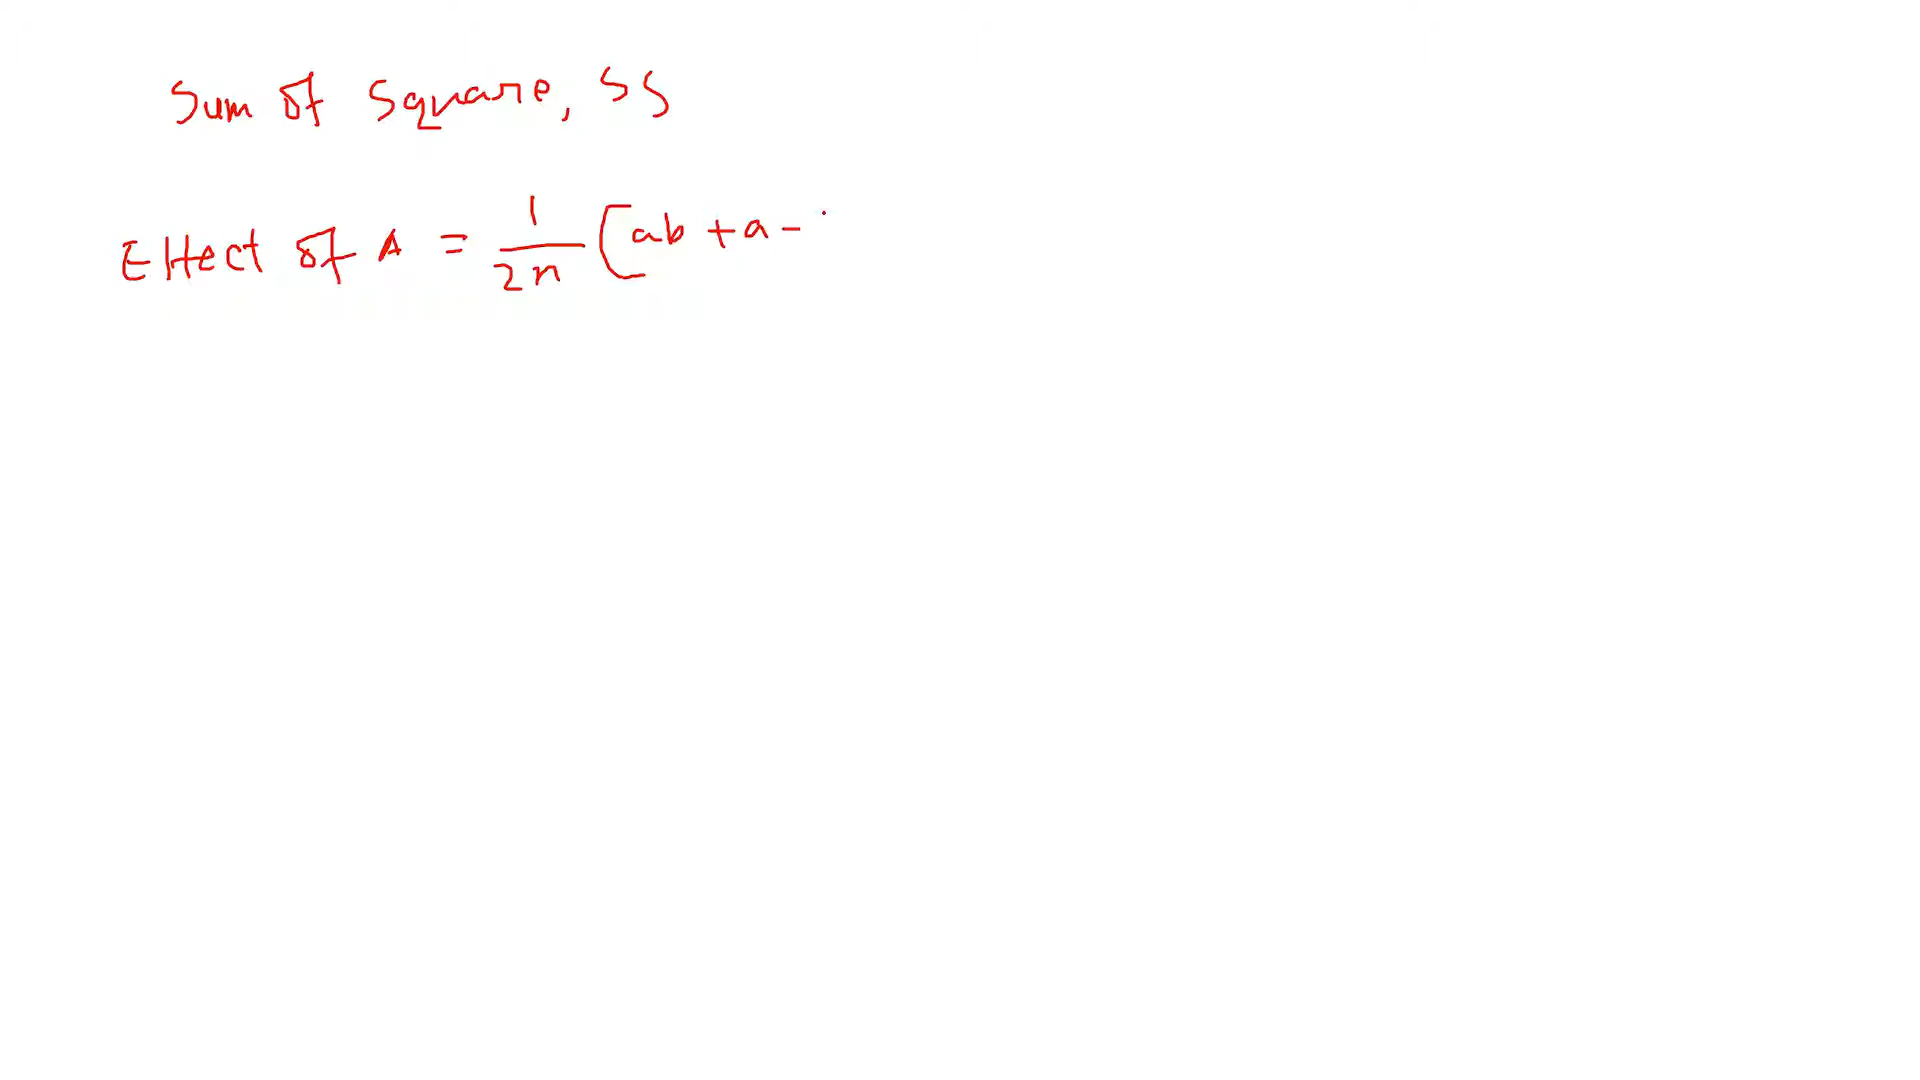 Sum of Square, SS
Effect of A = 1/2n [ab + a -